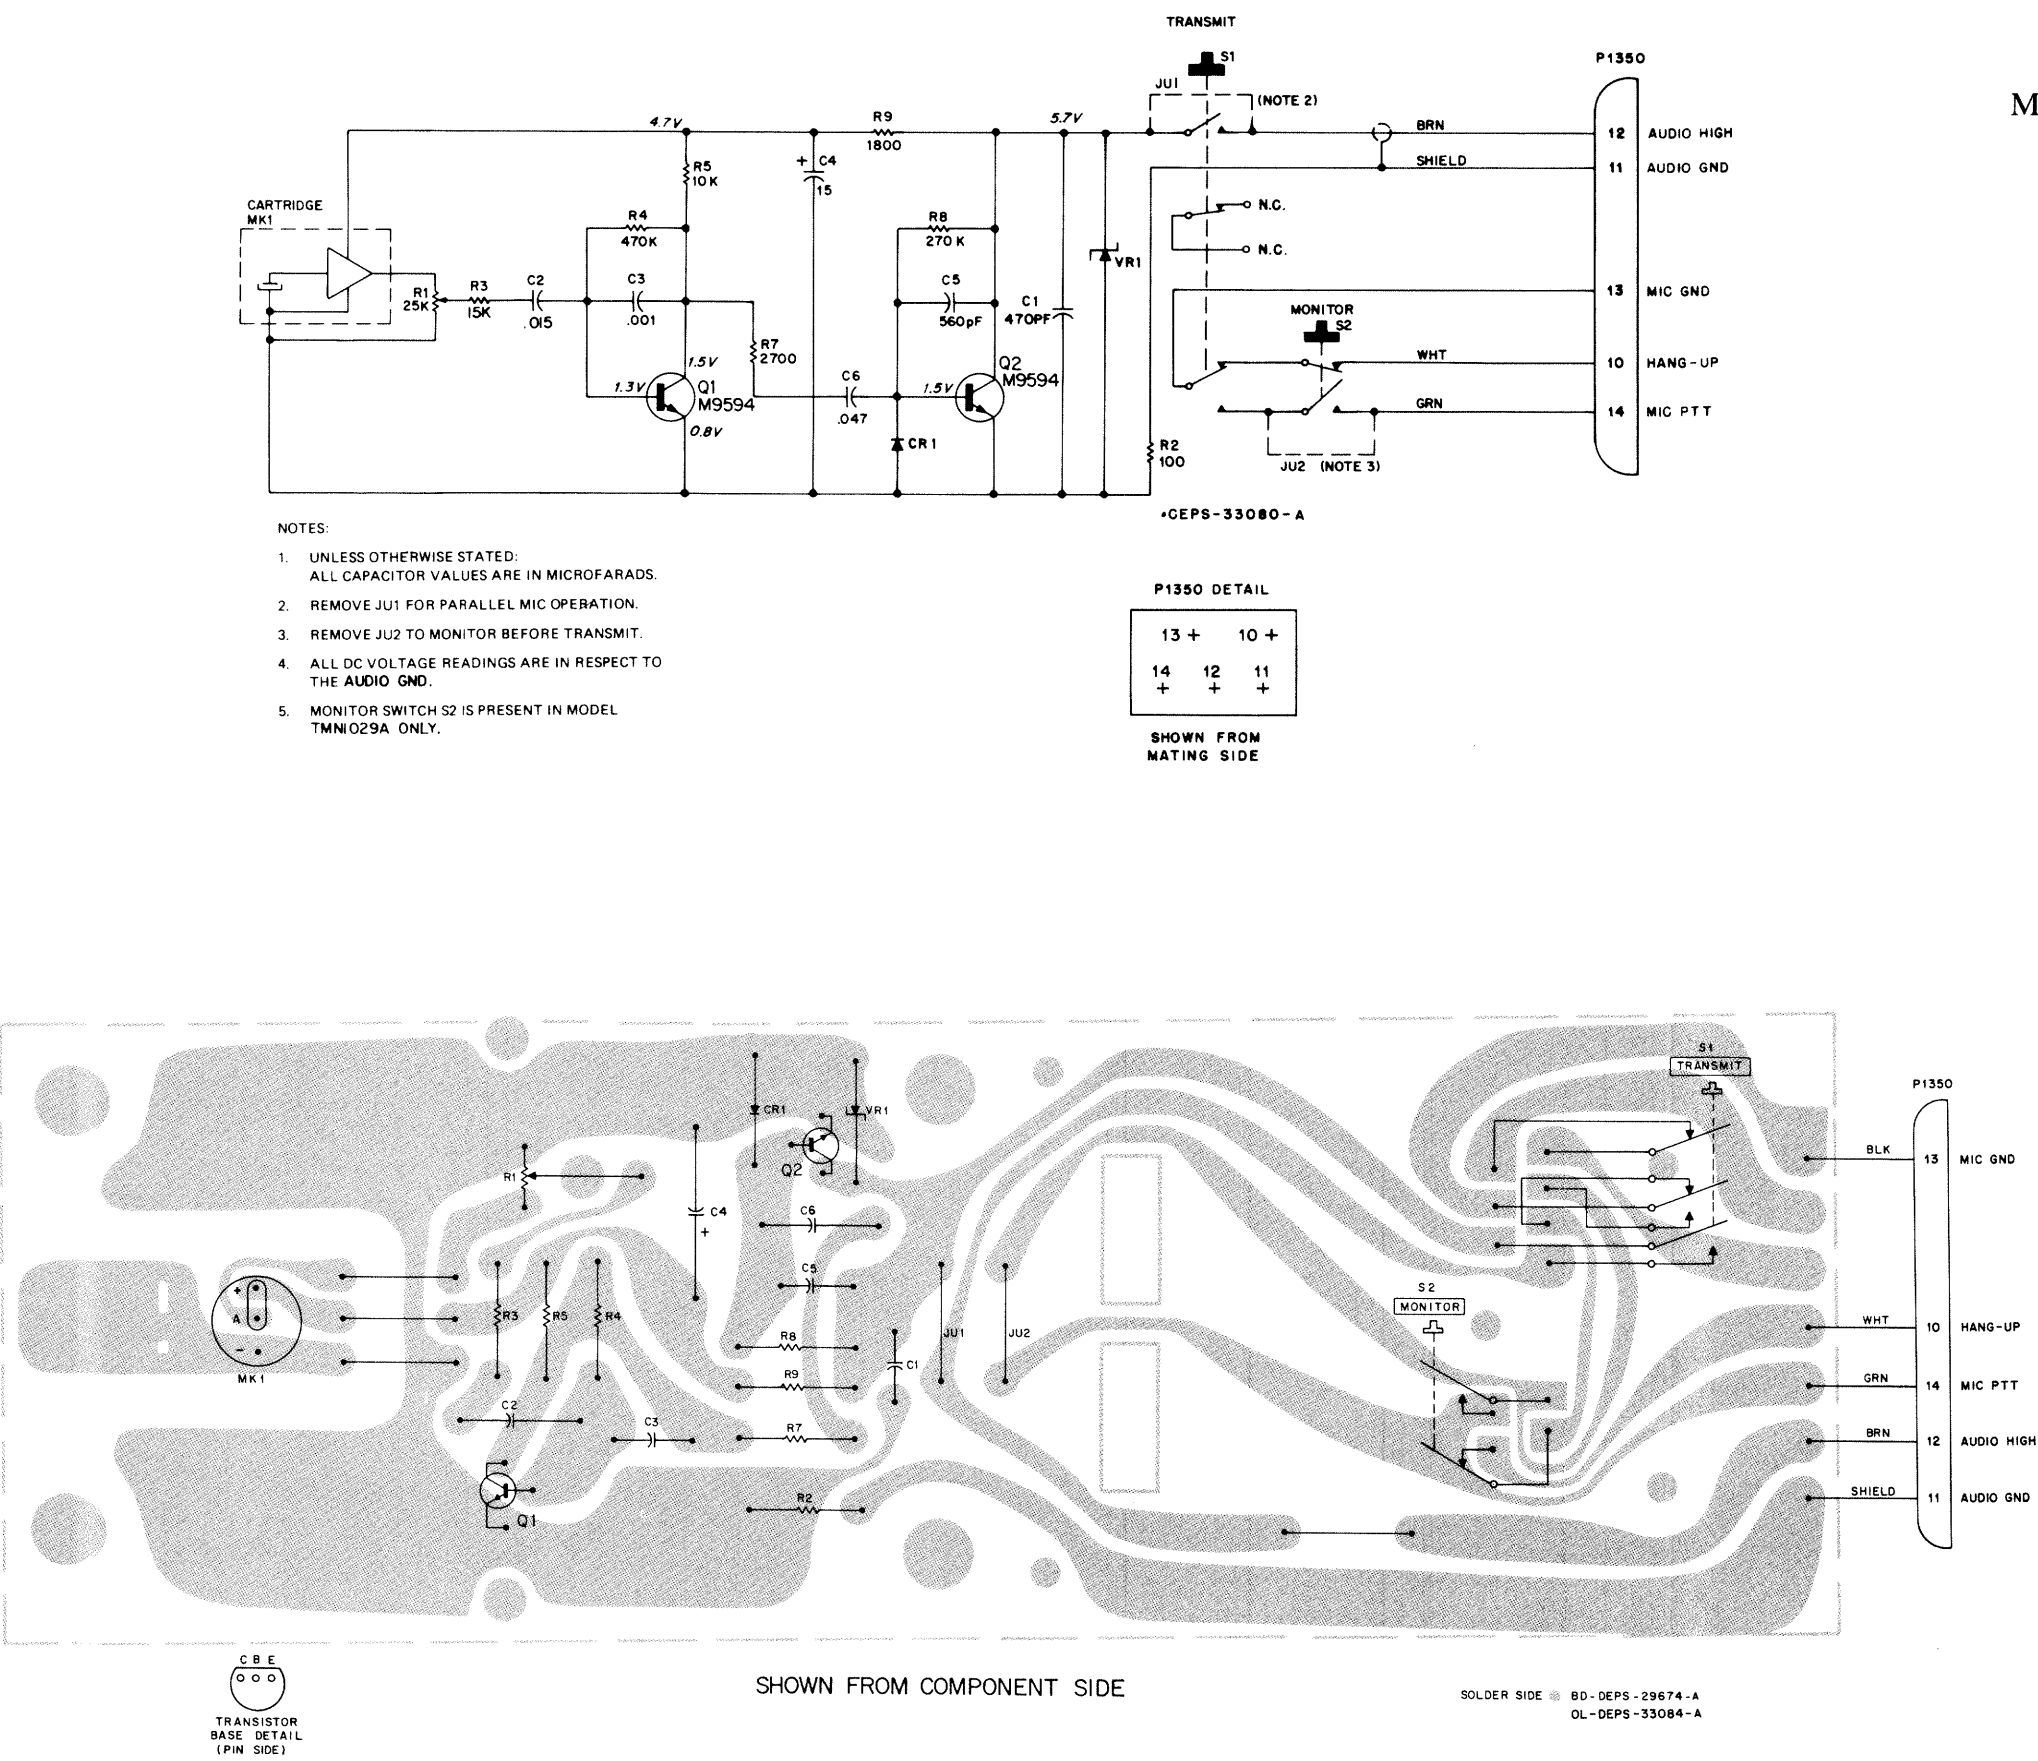 TRANSMIT
S1
P1350
JU1
(NOTE 2)
M
4.7V
R9
1800
5.7V
BRN
12 AUDIO HIGH
SHIELD
11 AUDIO GND
R5
10K
+ C4
15
CARTRIDGE
MK1
R4
470K
R8
270K
N.C.
N.C.
VR1
R1
25K
R3
15K
C2
.015
C3
.001
C5
560pF
C1
470PF
13 MIC GND
MONITOR
S2
R7
2700
WHT
10 HANG-UP
1.5V
1.3V
Q1
M9594
0.8V
C6
.047
1.5V
Q2
M9594
CR1
GRN
14 MIC PTT
R2
100
JU2 (NOTE 3)
CEPS-33080-A
NOTES:
1. UNLESS OTHERWISE STATED:
ALL CAPACITOR VALUES ARE IN MICROFARADS.
2. REMOVE JU1 FOR PARALLEL MIC OPERATION.
3. REMOVE JU2 TO MONITOR BEFORE TRANSMIT.
4. ALL DC VOLTAGE READINGS ARE IN RESPECT TO
THE AUDIO GND.
5. MONITOR SWITCH S2 IS PRESENT IN MODEL
TMN1029A ONLY.
P1350 DETAIL
13 + 10 +
14 12 11
+ + +
SHOWN FROM
MATING SIDE
S1
TRANSMIT
P1350
CR1
VR1
Q2
R1
C4
+
C6
C5
BLK
13 MIC GND
+
A
-
MK1
R3
R5
R4
R8
R9
C1
JU1
JU2
S2
MONITOR
WHT
10 HANG-UP
GRN
14 MIC PTT
C2
C3
R7
BRN
12 AUDIO HIGH
Q1
R2
SHIELD
11 AUDIO GND
C B E
TRANSISTOR
BASE DETAIL
(PIN SIDE)
SHOWN FROM COMPONENT SIDE
SOLDER SIDE BD-DEPS-29674-A
OL-DEPS-33084-A